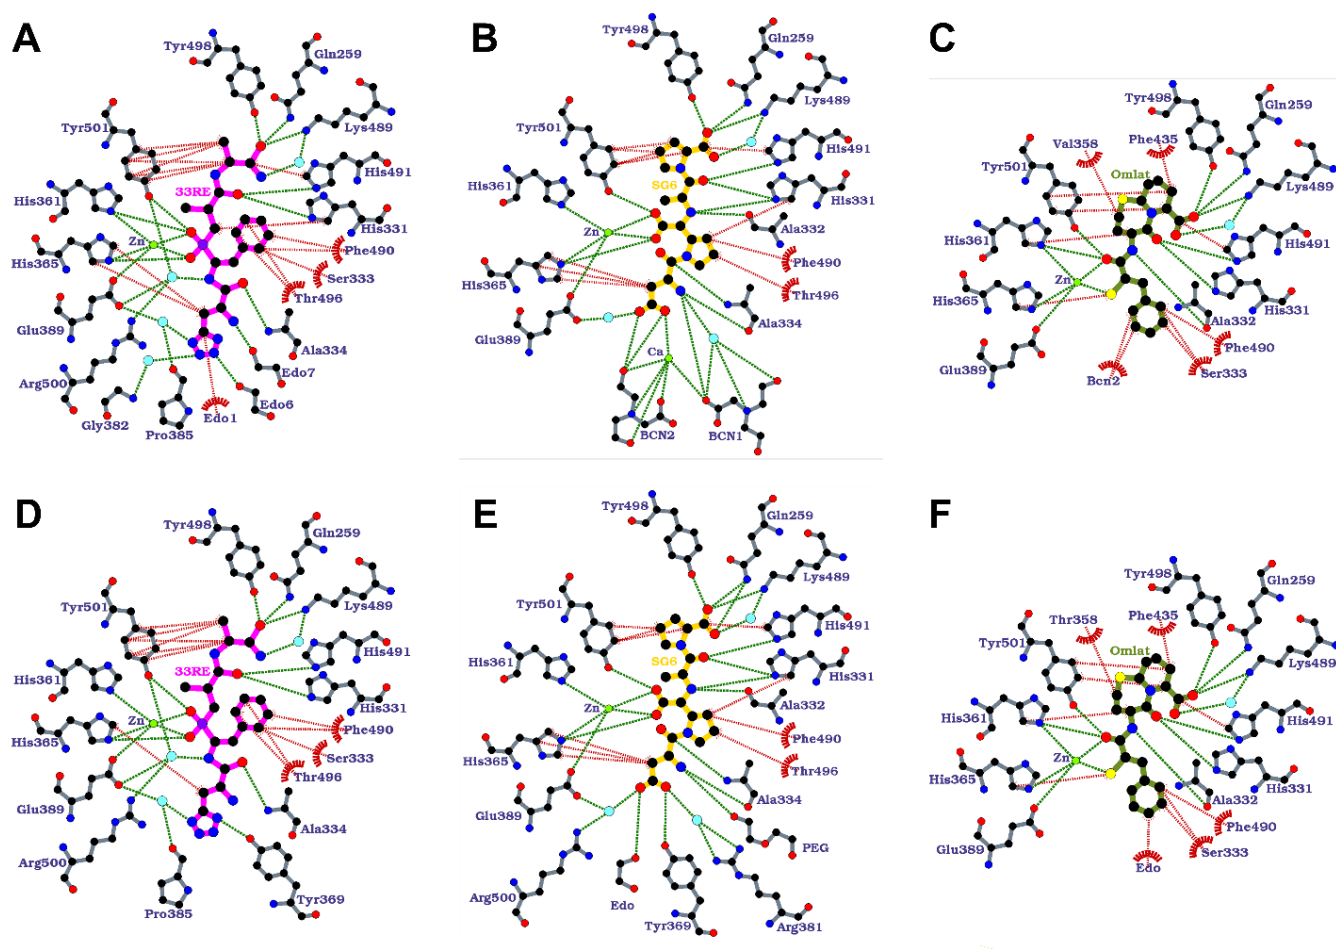 A
Tyr498
Gln259
Lys489
Tyr501
His491
33RE
His361
His331
Zn
Phe490
His365
Ser333
Thr496
Glu389
Ala334
Arg500
Edo7
Gly382
Edo6
Edo1
Pro385
B
Tyr498
Gln259
Lys489
Tyr501
His491
SG6
His361
His331
Ala332
Zn
Phe490
His365
Thr496
Ala334
Glu389
Ca
BCN2
BCN1
C
Tyr498
Gln259
Val358
Phe435
Tyr501
Omlat
Lys489
His361
His491
Zn
His365
Ala332
His331
Phe490
Glu389
Ser333
Bcn2
D
Tyr498
Gln259
Lys489
Tyr501
His491
33RE
His361
His331
Zn
Phe490
His365
Ser333
Thr496
Glu389
Ala334
Arg500
Tyr369
Pro385
E
Tyr498
Gln259
Lys489
Tyr501
His491
SG6
His361
His331
Ala332
Zn
Phe490
His365
Thr496
Ala334
Glu389
PEG
Arg500
Edo
Tyr369
Arg381
F
Tyr498
Gln259
Thr358
Phe435
Tyr501
Omlat
Lys489
His361
His491
Zn
His365
His331
Ala332
Phe490
Glu389
Ser333
Edo